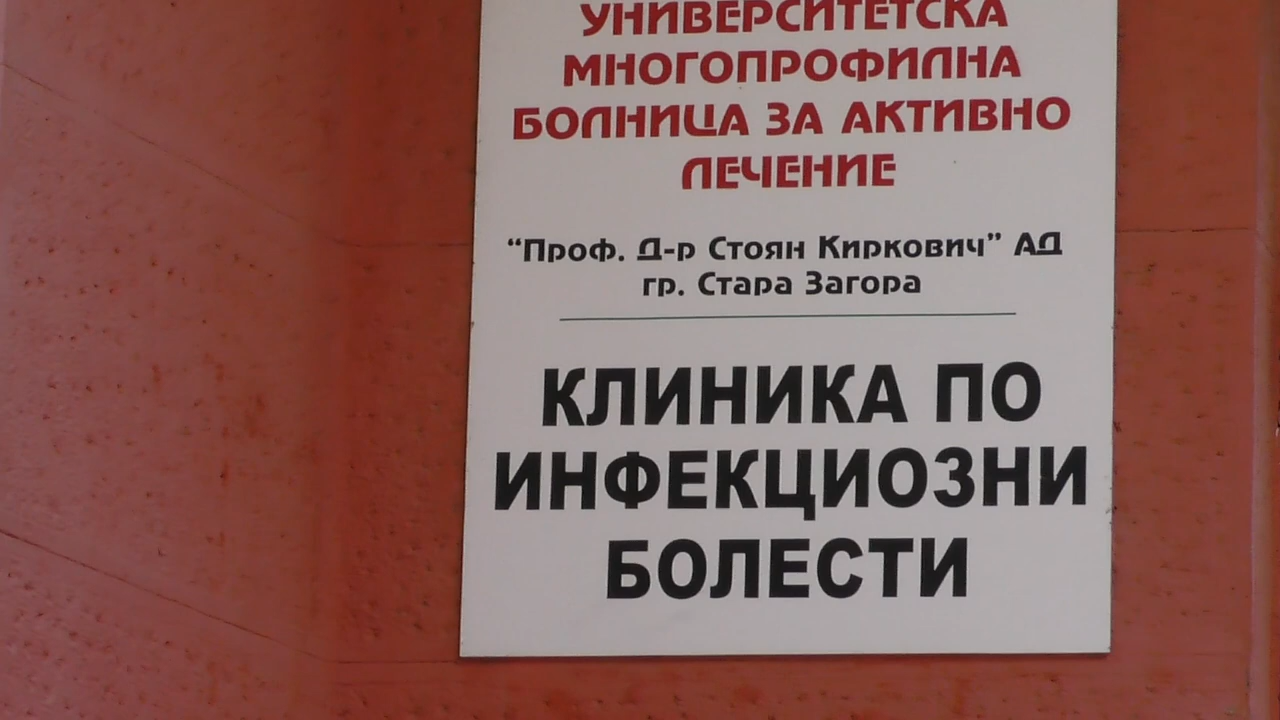 УНИВЕРСИТЕТСКА
МНОГОПРОФИЛНА
БОЛНИЦА ЗА АКТИВНО
ЛЕЧЕНИЕ
“Проф. Д-р Стоян Киркович” АД
гр. Стара Загора
КЛИНИКА ПО
ИНФЕКЦИОЗНИ
БОЛЕСТИ